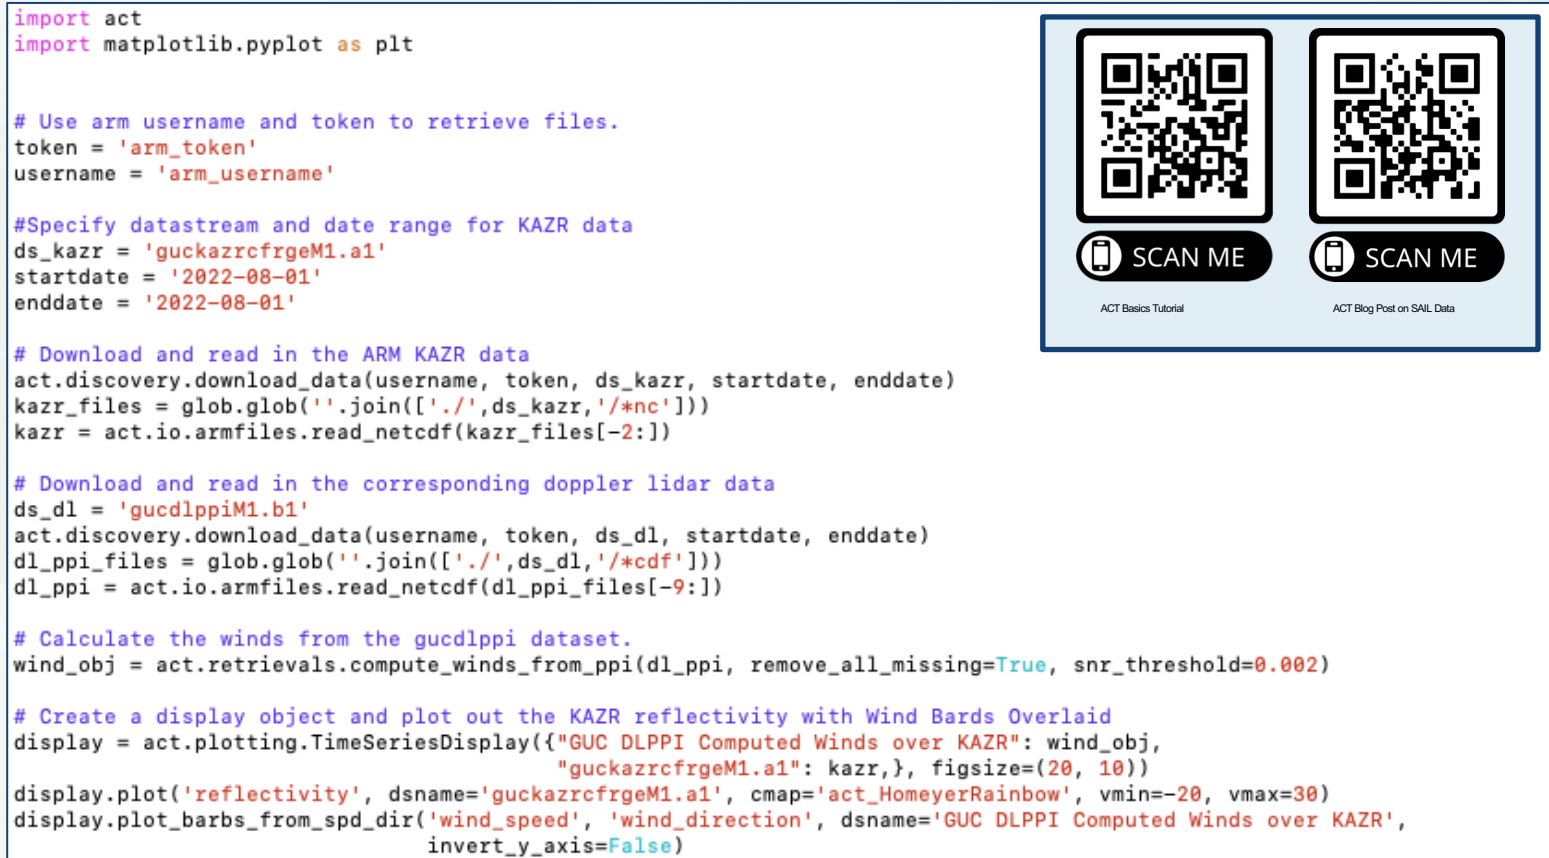 import act
import matplotlib.pyplot as plt
# Use arm username and token to retrieve files.
token = 'arm_token'
username = 'arm_username'
#Specify datastream and date range for KAZR data
ds_kazr = 'guckazrcfrgeM1.a1'
startdate = '2022-08-01'
enddate = '2022-08-01'
# Download and read in the ARM KAZR data
act.discovery.download_data(username, token, ds_kazr, startdate, enddate)
kazr_files = glob.glob(''.join(['./',ds_kazr,'/*nc']))
kazr = act.io.armfiles.read_netcdf(kazr_files[-2:])
# Download and read in the corresponding doppler lidar data
ds_dl = 'gucdlppiM1.b1'
act.discovery.download_data(username, token, ds_dl, startdate, enddate)
dl_ppi_files = glob.glob(''.join(['./',ds_dl,'/*cdf']))
dl_ppi = act.io.armfiles.read_netcdf(dl_ppi_files[-9:])
# Calculate the winds from the gucdlppi dataset.
wind_obj = act.retrievals.compute_winds_from_ppi(dl_ppi, remove_all_missing=True, snr_threshold=0.002)
# Create a display object and plot out the KAZR reflectivity with Wind Bards Overlaid
display = act.plotting.TimeSeriesDisplay({"GUC DLPPI Computed Winds over KAZR": wind_obj,
"guckazrcfrgeM1.a1": kazr,}, figsize=(20, 10))
display.plot('reflectivity', dsname='guckazrcfrgeM1.a1', cmap='act_HomeyerRainbow', vmin=-20, vmax=30)
display.plot_barbs_from_spd_dir('wind_speed', 'wind_direction', dsname='GUC DLPPI Computed Winds over KAZR',
invert_y_axis=False)
SCAN ME
ACT Basics Tutorial
SCAN ME
ACT Blog Post on SAIL Data